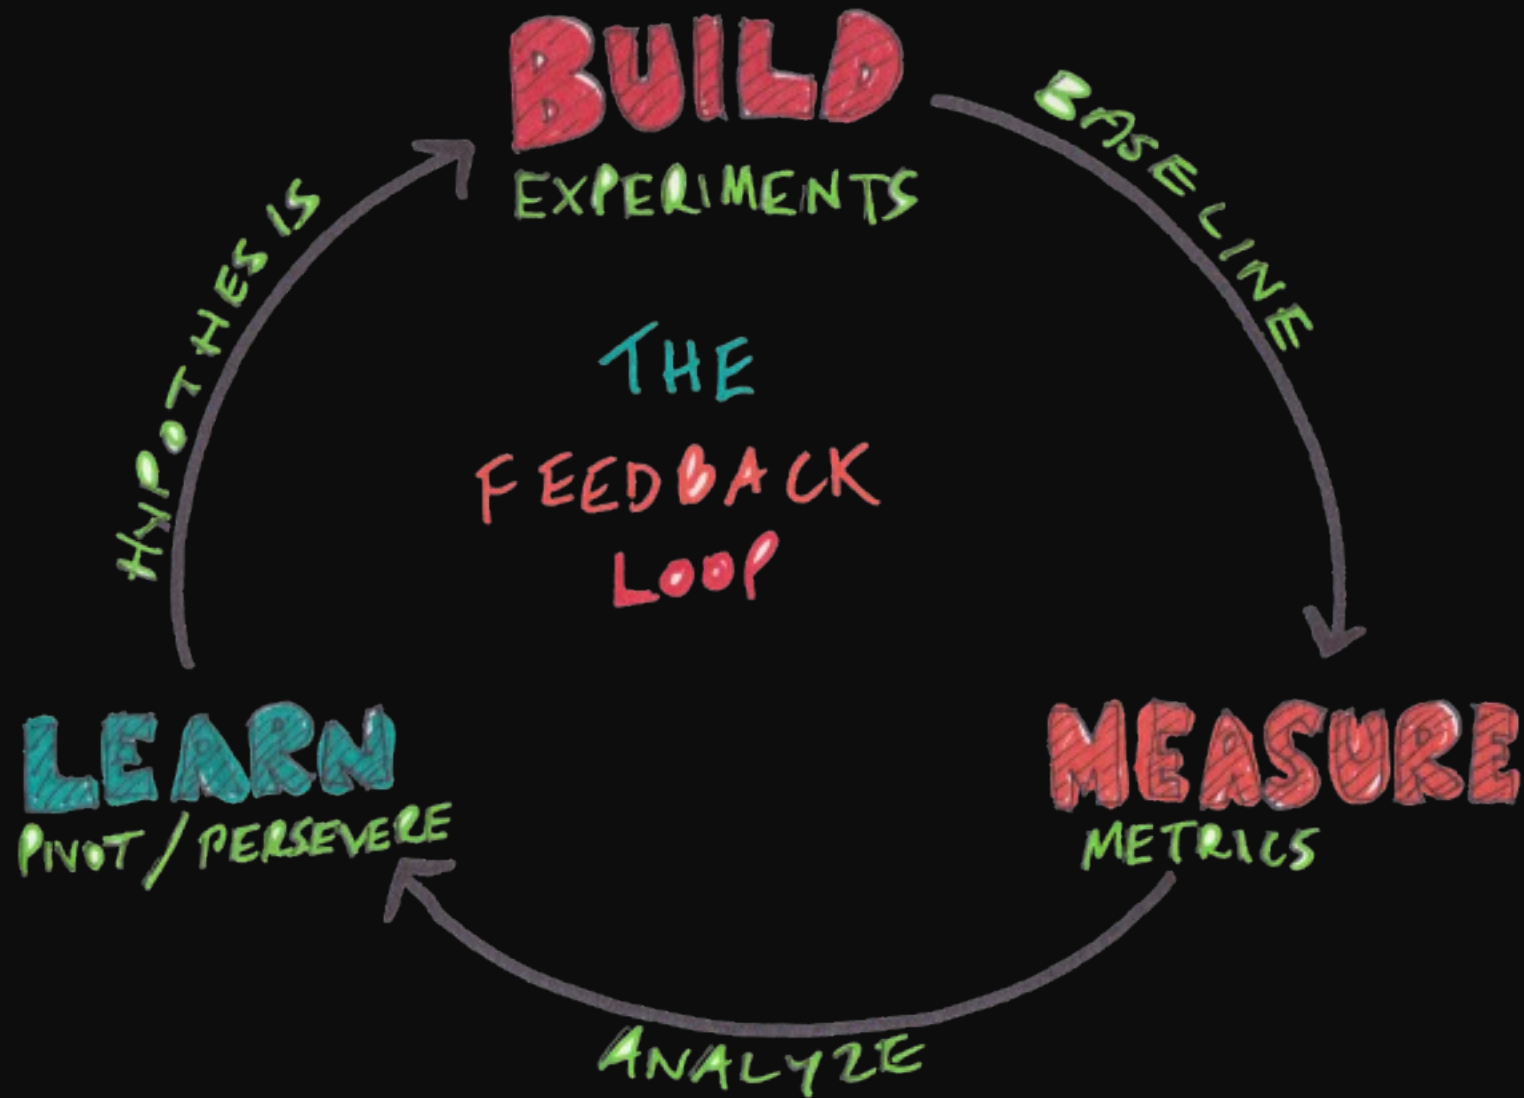 BUILD
EXPERIMENTS
BASELINE
HYPOTHESIS
THE
FEEDBACK
LOOP
LEARN
PIVOT / PERSEVERE
MEASURE
METRICS
ANALYZE